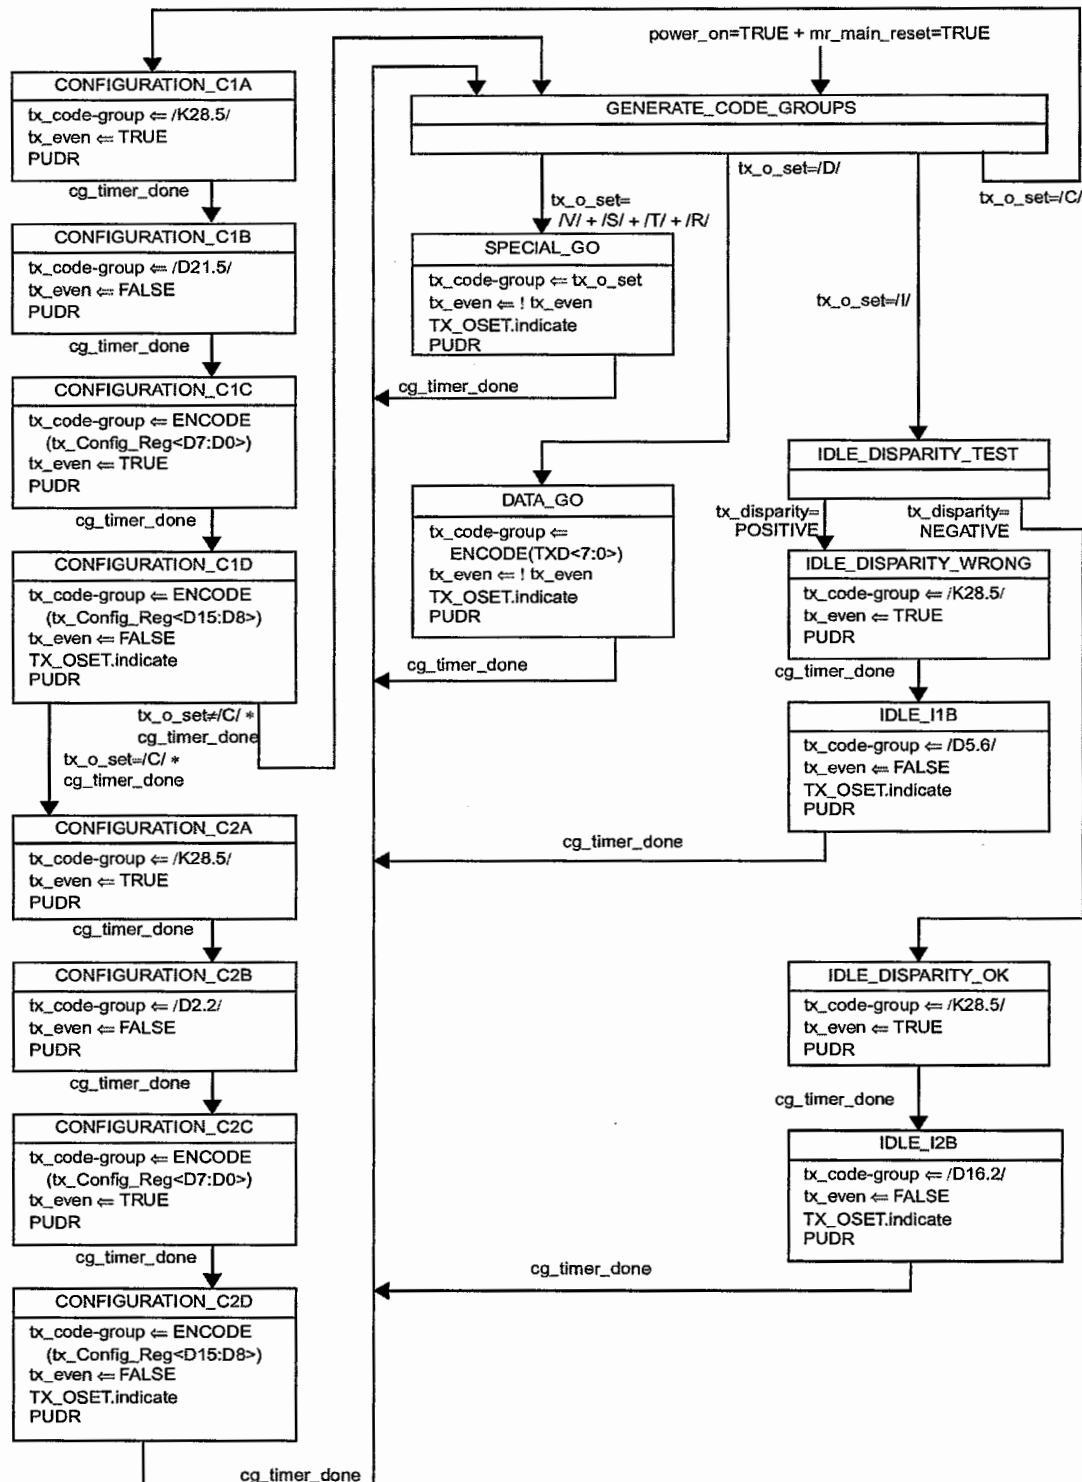 power_on=TRUE + mr_main_reset=TRUE
CONFIGURATION_C1A
tx_code-group ⇐ /K28.5/
tx_even ⇐ TRUE
PUDR
cg_timer_done
CONFIGURATION_C1B
tx_code-group ⇐ /D21.5/
tx_even ⇐ FALSE
PUDR
cg_timer_done
CONFIGURATION_C1C
tx_code-group ⇐ ENCODE
(tx_Config_Reg<D7:D0>)
tx_even ⇐ TRUE
PUDR
cg_timer_done
CONFIGURATION_C1D
tx_code-group ⇐ ENCODE
(tx_Config_Reg<D15:D8>)
tx_even ⇐ FALSE
TX_OSET.indicate
PUDR
tx_o_set≠/C/ *
cg_timer_done
tx_o_set=/C/ *
cg_timer_done
CONFIGURATION_C2A
tx_code-group ⇐ /K28.5/
tx_even ⇐ TRUE
PUDR
cg_timer_done
CONFIGURATION_C2B
tx_code-group ⇐ /D2.2/
tx_even ⇐ FALSE
PUDR
cg_timer_done
CONFIGURATION_C2C
tx_code-group ⇐ ENCODE
(tx_Config_Reg<D7:D0>)
tx_even ⇐ TRUE
PUDR
cg_timer_done
CONFIGURATION_C2D
tx_code-group ⇐ ENCODE
(tx_Config_Reg<D15:D8>)
tx_even ⇐ FALSE
TX_OSET.indicate
PUDR
cg_timer_done
GENERATE_CODE_GROUPS
tx_o_set=/D/
tx_o_set=/C/
tx_o_set=
/V/ + /S/ + /T/ + /R/
SPECIAL_GO
tx_code-group ⇐ tx_o_set
tx_even ⇐ ! tx_even
TX_OSET.indicate
PUDR
cg_timer_done
tx_o_set=/I/
DATA_GO
tx_code-group ⇐
ENCODE(TXD<7:0>)
tx_even ⇐ ! tx_even
TX_OSET.indicate
PUDR
cg_timer_done
IDLE_DISPARITY_TEST
tx_disparity=
POSITIVE
tx_disparity=
NEGATIVE
IDLE_DISPARITY_WRONG
tx_code-group ⇐ /K28.5/
tx_even ⇐ TRUE
PUDR
cg_timer_done
IDLE_I1B
tx_code-group ⇐ /D5.6/
tx_even ⇐ FALSE
TX_OSET.indicate
PUDR
cg_timer_done
IDLE_DISPARITY_OK
tx_code-group ⇐ /K28.5/
tx_even ⇐ TRUE
PUDR
cg_timer_done
IDLE_I2B
tx_code-group ⇐ /D16.2/
tx_even ⇐ FALSE
TX_OSET.indicate
PUDR
cg_timer_done